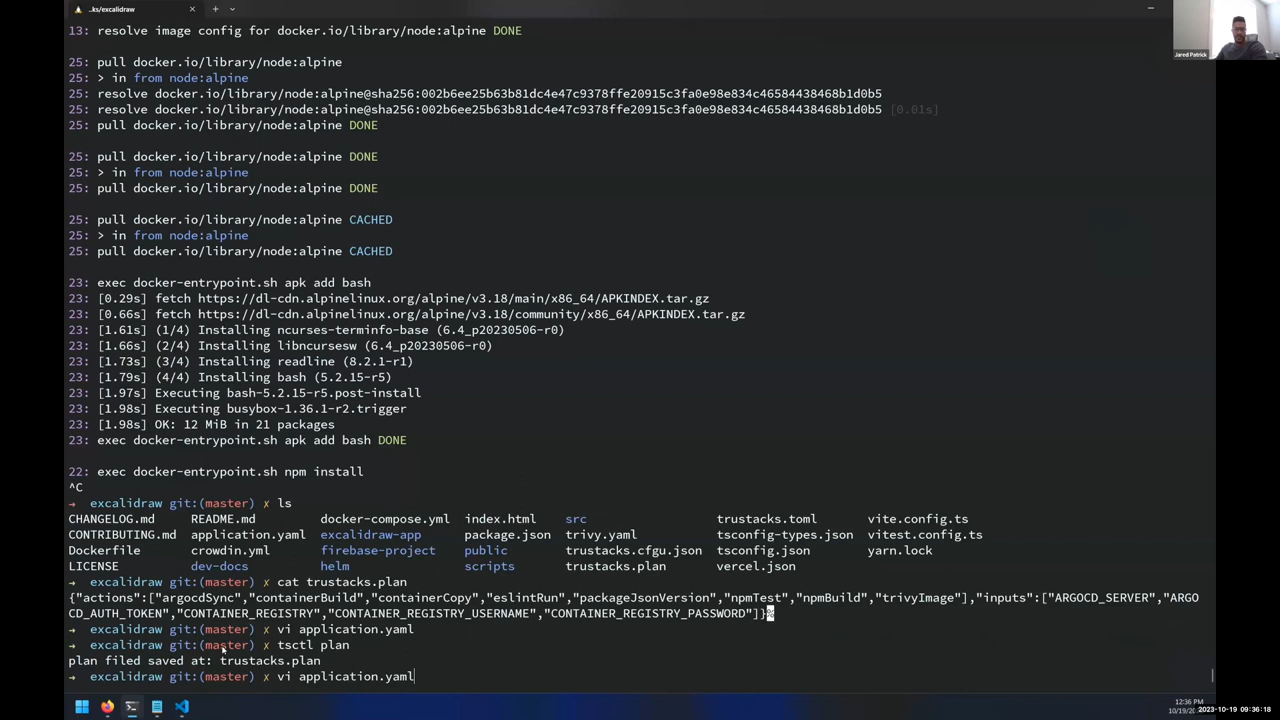 ..ks/excalidraw
Jared Patrick
13: resolve image config for docker.io/library/node:alpine DONE
25: pull docker.io/library/node:alpine
25: > in from node:alpine
25: resolve docker.io/library/node:alpine@sha256:002b6ee25b63b81dc4e47c9378ffe20915c3fa0e98e834c46584438468b1d0b5
25: resolve docker.io/library/node:alpine@sha256:002b6ee25b63b81dc4e47c9378ffe20915c3fa0e98e834c46584438468b1d0b5 [0.01s]
25: pull docker.io/library/node:alpine DONE
25: pull docker.io/library/node:alpine DONE
25: > in from node:alpine
25: pull docker.io/library/node:alpine DONE
25: pull docker.io/library/node:alpine CACHED
25: > in from node:alpine
25: pull docker.io/library/node:alpine CACHED
23: exec docker-entrypoint.sh apk add bash
23: [0.29s] fetch https://dl-cdn.alpinelinux.org/alpine/v3.18/main/x86_64/APKINDEX.tar.gz
23: [0.66s] fetch https://dl-cdn.alpinelinux.org/alpine/v3.18/community/x86_64/APKINDEX.tar.gz
23: [1.61s] (1/4) Installing ncurses-terminfo-base (6.4_p20230506-r0)
23: [1.66s] (2/4) Installing libncursesw (6.4_p20230506-r0)
23: [1.73s] (3/4) Installing readline (8.2.1-r1)
23: [1.79s] (4/4) Installing bash (5.2.15-r5)
23: [1.97s] Executing bash-5.2.15-r5.post-install
23: [1.98s] Executing busybox-1.36.1-r2.trigger
23: [1.98s] OK: 12 MiB in 21 packages
23: exec docker-entrypoint.sh apk add bash DONE
22: exec docker-entrypoint.sh npm install
^C
→ excalidraw git:(master) ✗ ls
CHANGELOG.md README.md docker-compose.yml index.html src trustacks.toml vite.config.ts
CONTRIBUTING.md application.yaml excalidraw-app package.json trivy.yaml tsconfig-types.json vitest.config.ts
Dockerfile crowdin.yml firebase-project public trustacks.cfgu.json tsconfig.json yarn.lock
LICENSE dev-docs helm scripts trustacks.plan vercel.json
→ excalidraw git:(master) ✗ cat trustacks.plan
{"actions":["argocdSync","containerBuild","containerCopy","eslintRun","packageJsonVersion","npmTest","npmBuild","trivyImage"],"inputs":["ARGOCD_SERVER","ARGO
CD_AUTH_TOKEN","CONTAINER_REGISTRY","CONTAINER_REGISTRY_USERNAME","CONTAINER_REGISTRY_PASSWORD"]}%
→ excalidraw git:(master) ✗ vi application.yaml
→ excalidraw git:(master) ✗ tsctl plan
plan filed saved at: trustacks.plan
→ excalidraw git:(master) ✗ vi application.yaml
12:36 PM
2023-10-19 09:36:18